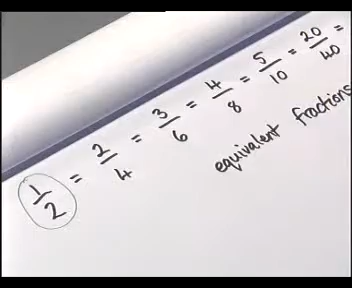 1/2 = 2/4 = 3/6 = 4/8 = 5/10 = 20/40 =
equivalent fractions